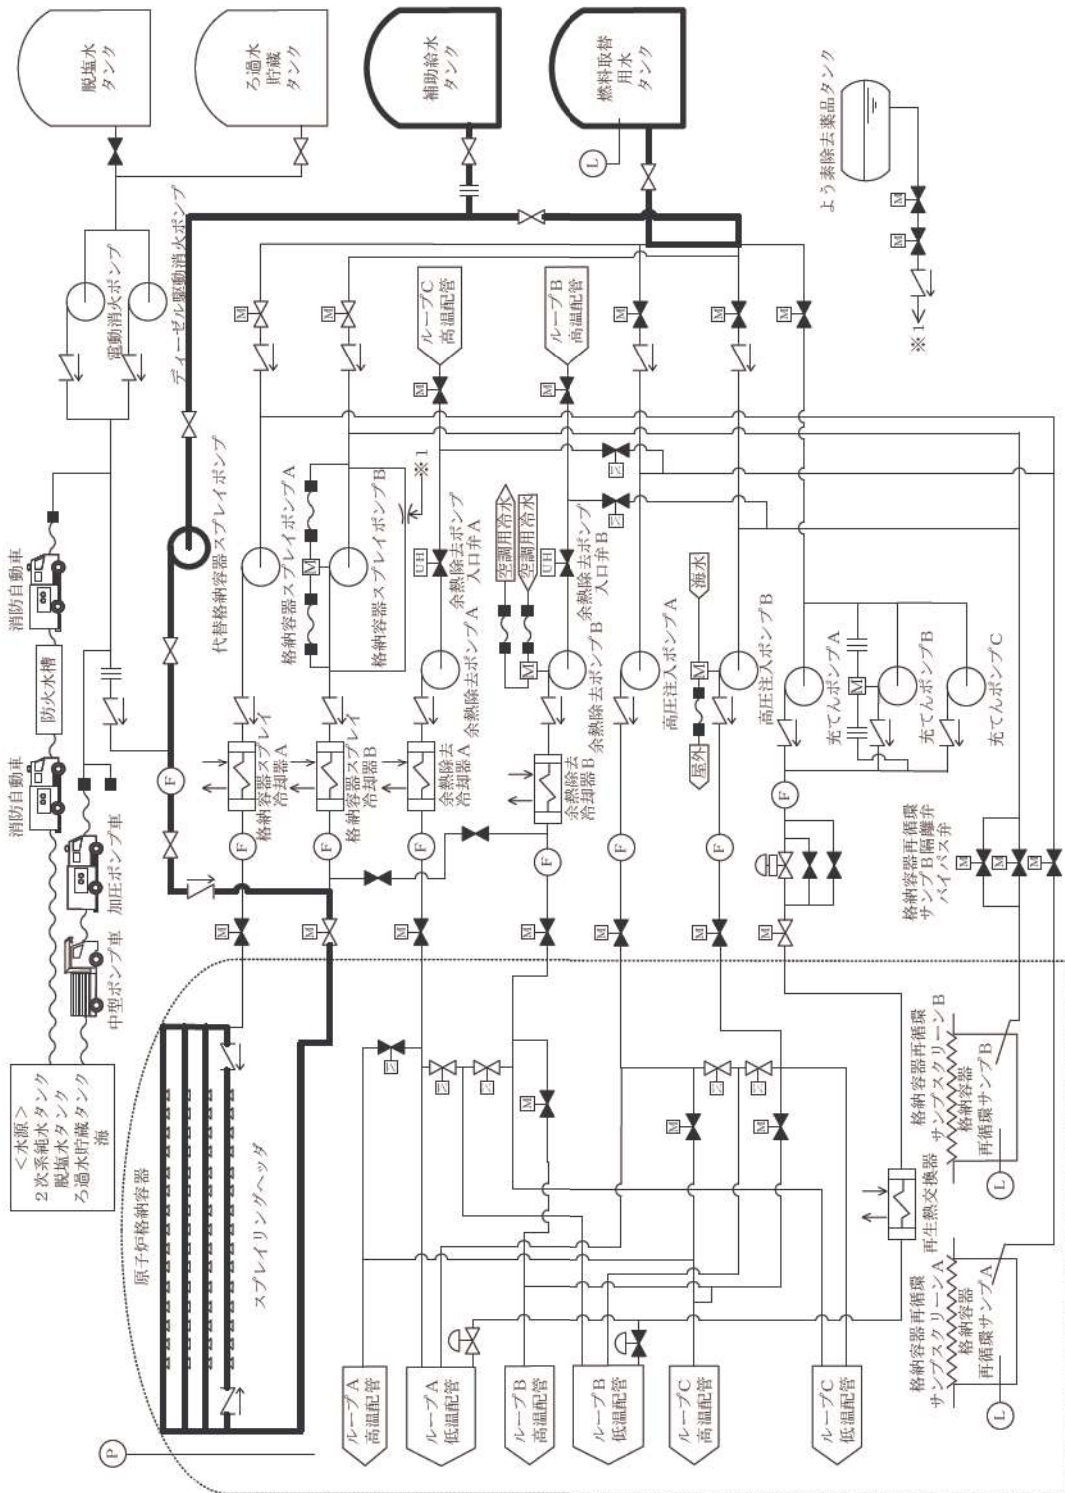 <水源>
2次系純水タンク
脱塩水タンク
ろ過水貯蔵タンク
海
中型ポンプ車
加圧ポンプ車
消防自動車
防火水槽
消防自動車
電動消火ポンプ
ディーゼル駆動消火ポンプ
脱塩水
タンク
ろ過水
貯蔵
タンク
補助給水
タンク
燃料取替
用水
タンク
L
よう素除去薬品タンク
M
M
※1
原子炉格納容器
スプレイリングヘッダ
P
F
代替格納容器スプレイポンプ
M
F
格納容器スプレイ
冷却器A
格納容器スプレイポンプA
M
M
F
格納容器スプレイ
冷却器B
M
格納容器スプレイポンプB
※1
M
M
F
余熱除去
冷却器A
余熱除去ポンプA
UH
余熱除去ポンプ
入口弁A
M
ループC
高温配管
M
F
余熱除去
冷却器B
M
空調用冷水
空調用冷水
余熱除去ポンプB
UH
余熱除去ポンプ
入口弁B
M
ループB
高温配管
M
F
高圧注入ポンプA
M
M
F
屋外
M
海水
高圧注入ポンプB
M
M
F
充てんポンプA
M
充てんポンプB
充てんポンプC
M
M
M
M
ループA
高温配管
ループA
低温配管
ループB
高温配管
ループB
低温配管
ループC
高温配管
ループC
低温配管
再生熱交換器
格納容器再循環
サンプB隔離弁
バイパス弁
M
M
M
格納容器再循環
サンプスクリーンA
格納容器
再循環サンプA
L
格納容器再循環
サンプスクリーンB
格納容器
再循環サンプB
L